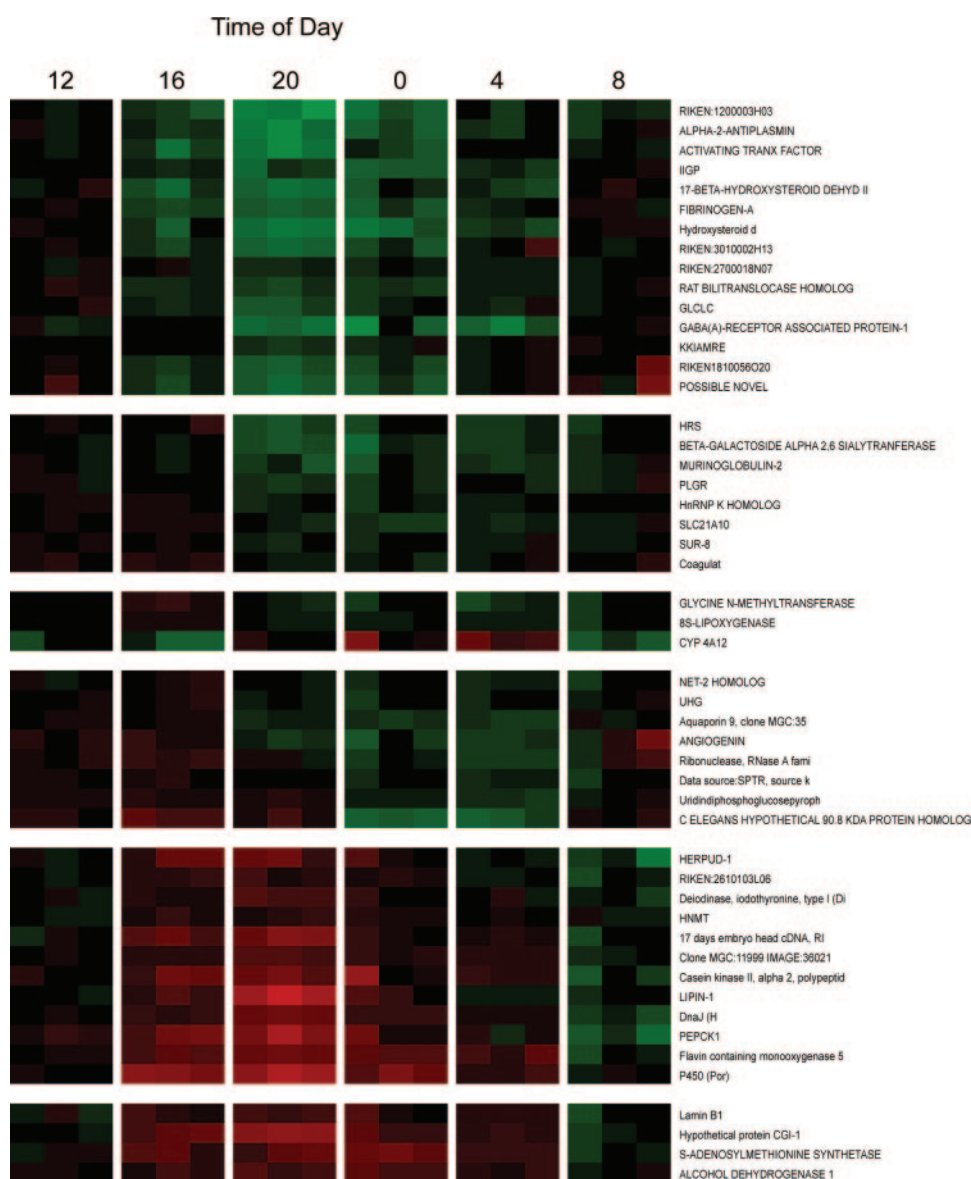 Time of Day
12 16 20 0 4 8
RIKEN:1200003H03
ALPHA-2-ANTIPLASMIN
ACTIVATING TRANX FACTOR
IIGP
17-BETA-HYDROXYSTEROID DEHYD II
FIBRINOGEN-A
Hydroxysteroid d
RIKEN:3010002H13
RIKEN:2700018N07
RAT BILITRANSLOCASE HOMOLOG
GLCLC
GABA(A)-RECEPTOR ASSOCIATED PROTEIN-1
KKIAMRE
RIKEN1810056O20
POSSIBLE NOVEL
HRS
BETA-GALACTOSIDE ALPHA 2,6 SIALYTRANFERASE
MURINOGLOBULIN-2
PLGR
HnRNP K HOMOLOG
SLC21A10
SUR-8
Coagulat
GLYCINE N-METHYLTRANSFERASE
8S-LIPOXYGENASE
CYP 4A12
NET-2 HOMOLOG
UHG
Aquaporin 9, clone MGC:35
ANGIOGENIN
Ribonuclease, RNase A fami
Data source:SPTR, source k
Uridindiphosphoglucosepyroph
C ELEGANS HYPOTHETICAL 90.8 KDA PROTEIN HOMOLOG
HERPUD-1
RIKEN:2610103L06
Deiodinase, iodothyronine, type I (Di
HNMT
17 days embryo head cDNA, RI
Clone MGC:11999 IMAGE:36021
Casein kinase II, alpha 2, polypeptid
LIPIN-1
DnaJ (H
PEPCK1
Flavin containing monooxygenase 5
P450 (Por)
Lamin B1
Hypothetical protein CGI-1
S-ADENOSYLMETHIONINE SYNTHETASE
ALCOHOL DEHYDROGENASE 1